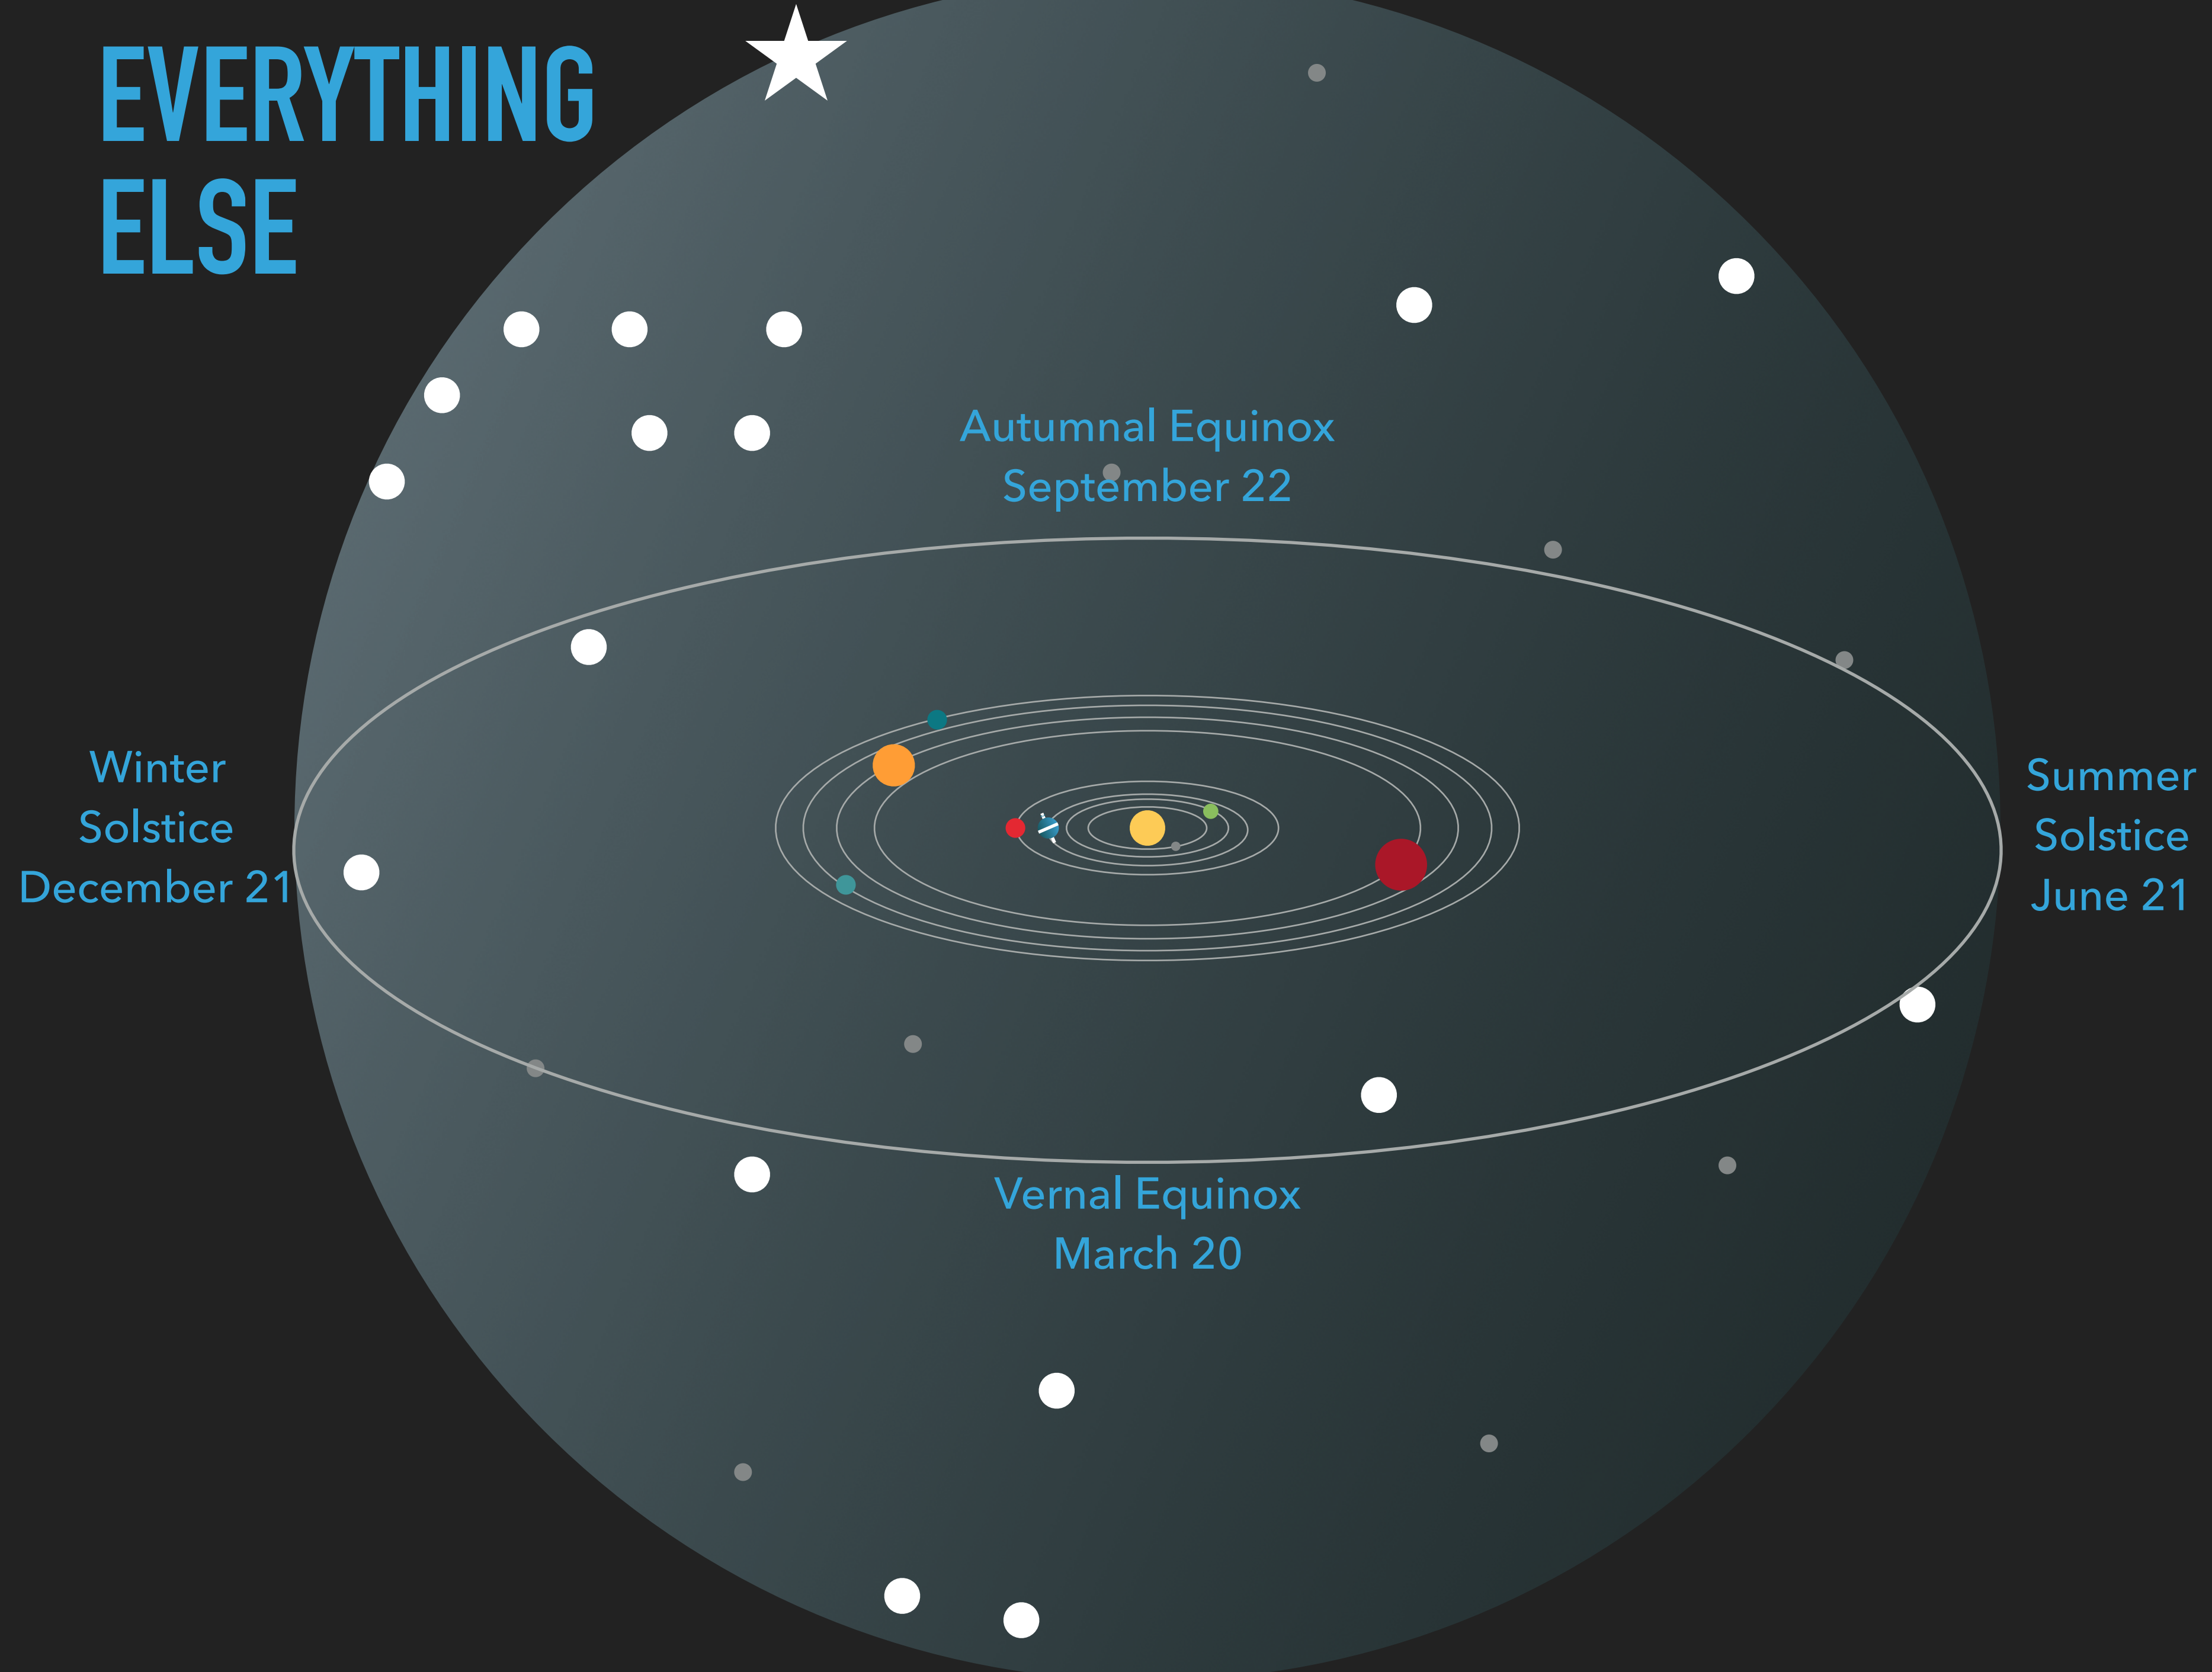 EVERYTHING
ELSE
Autumnal Equinox
September 22
Winter
Solstice
December 21
Summer
Solstice
June 21
Vernal Equinox
March 20